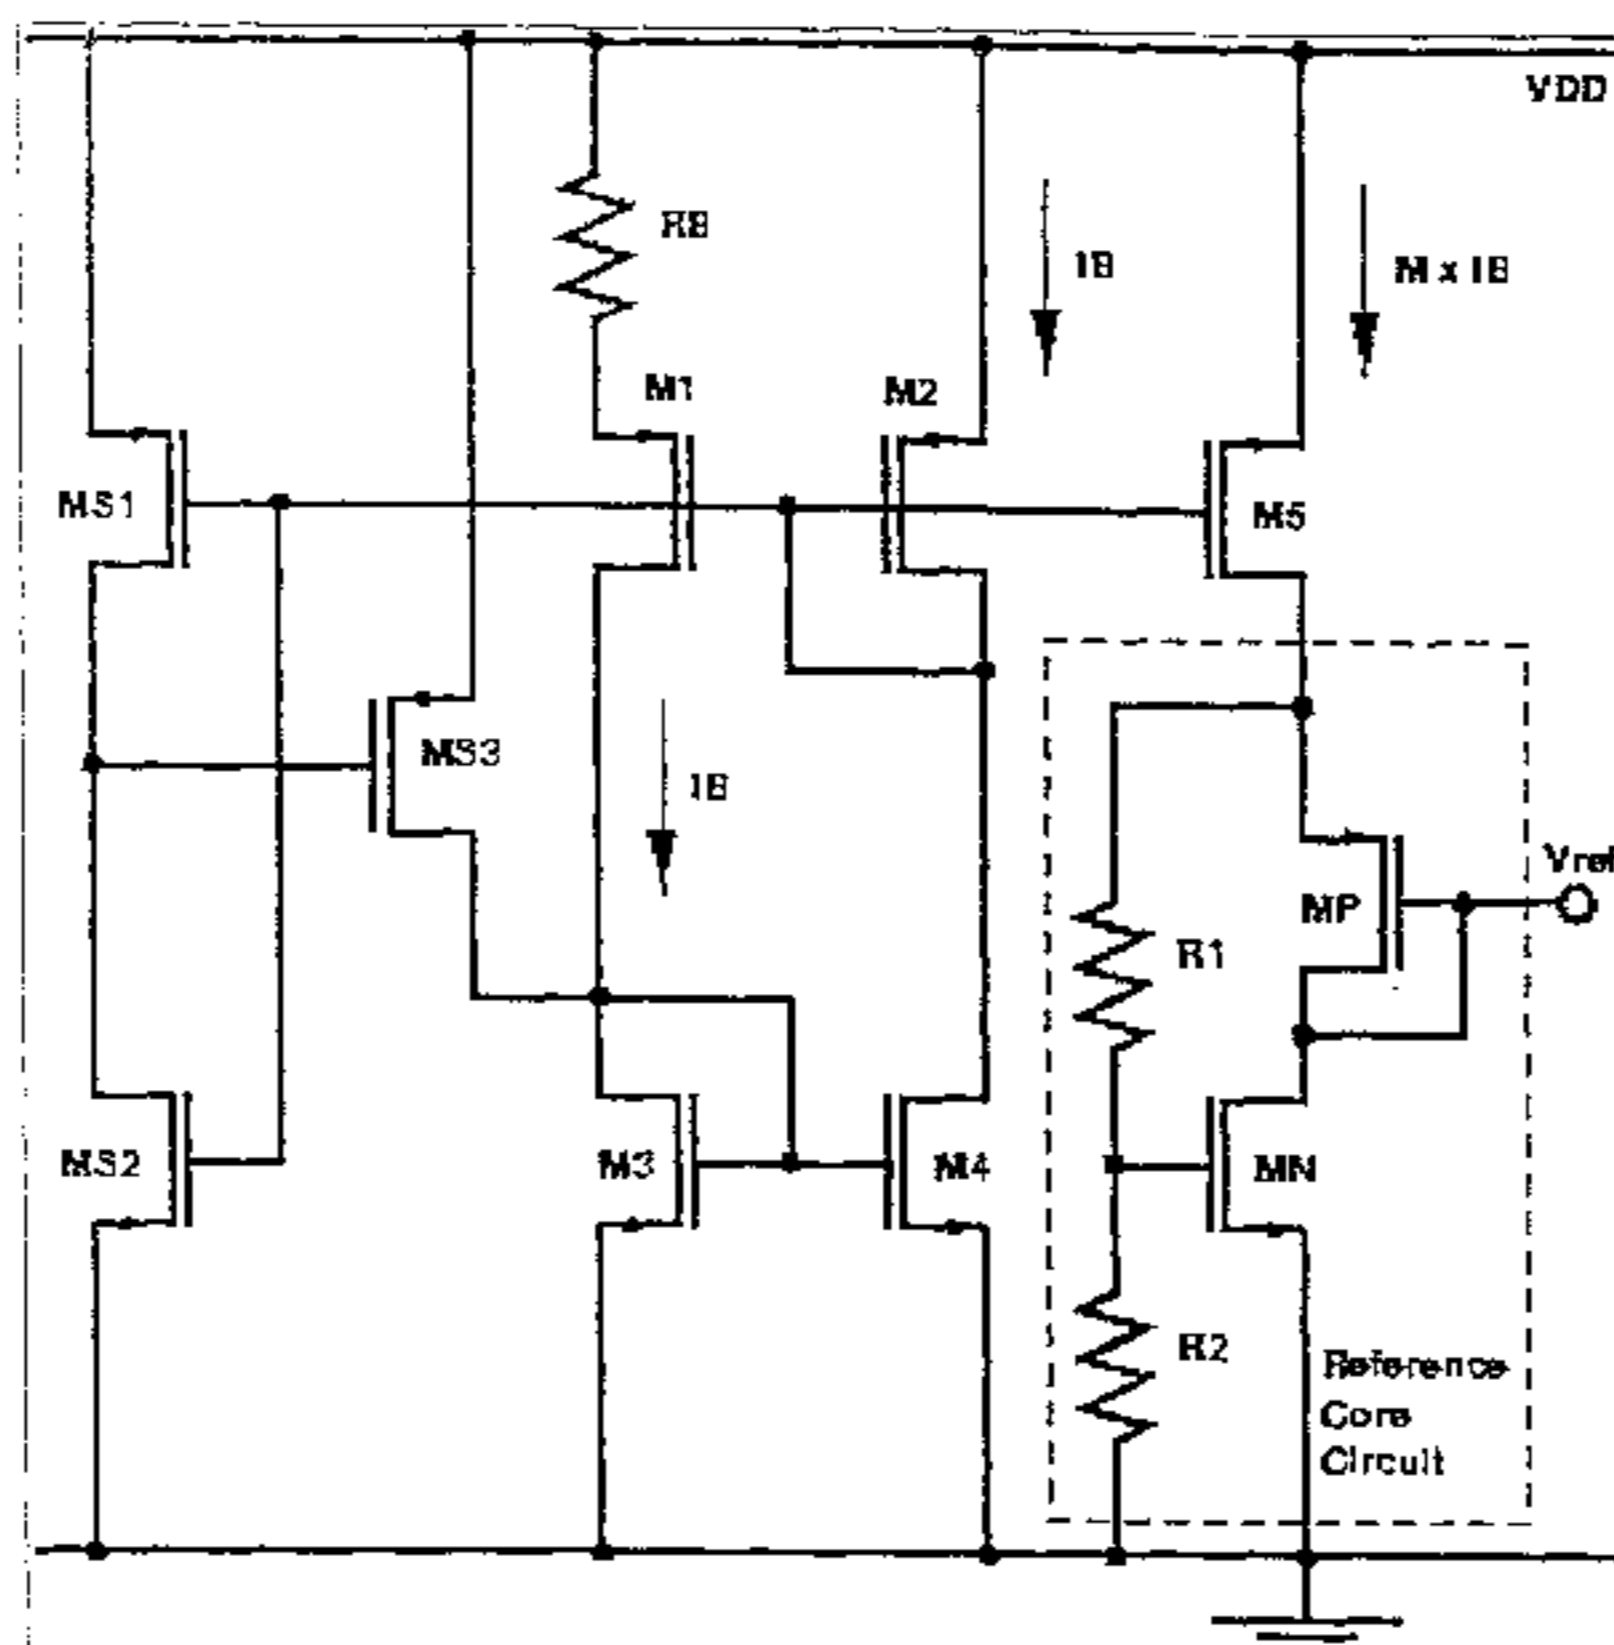 VDD
RB
IB
M x IB
M1
M2
MS1
M5
MS3
IB
Vref
MP
R1
MS2
M3
M4
MN
R2
Reference
Core
Circuit